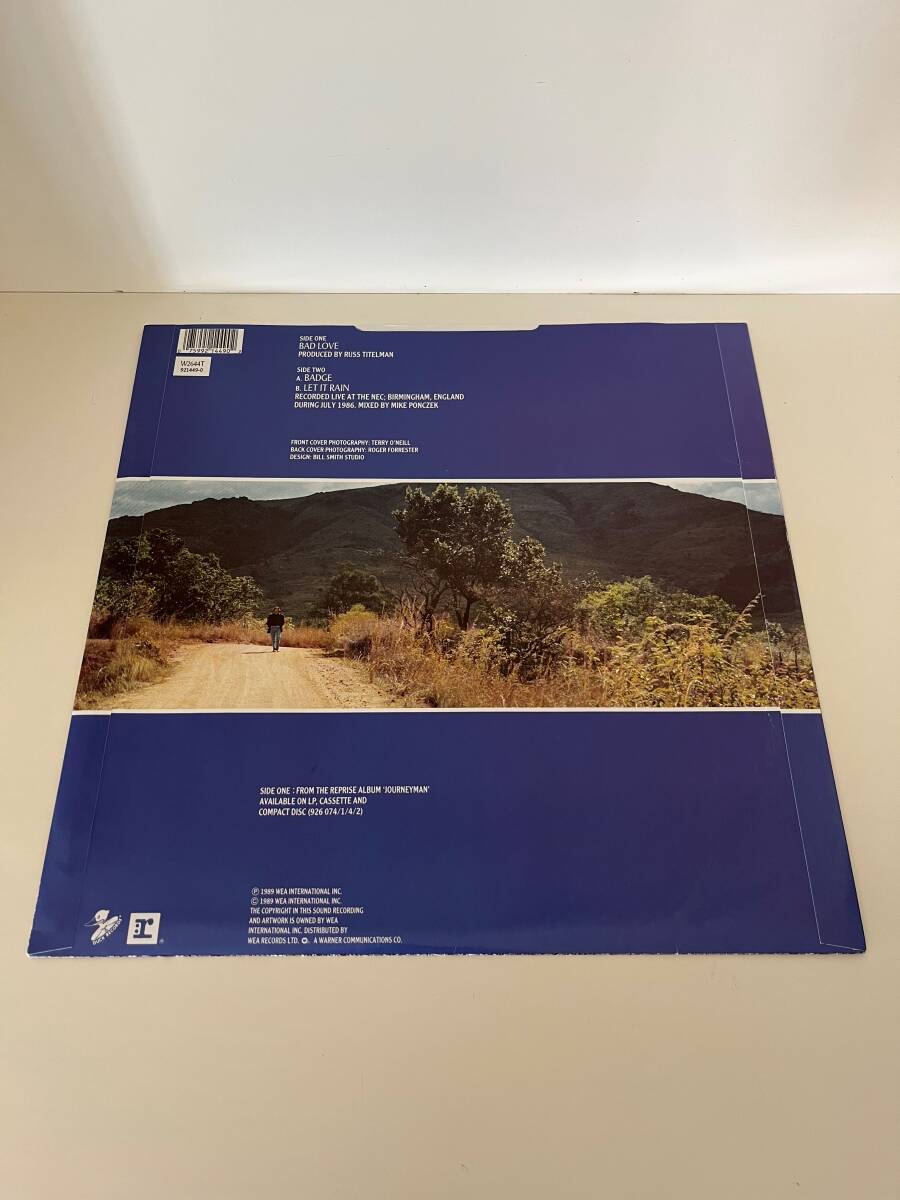 SIDE ONE
BAD LOVE
PRODUCED BY RUSS TITELMAN
SIDE TWO
A. BADGE
B. LET IT RAIN
RECORDED LIVE AT THE NEC; BIRMINGHAM, ENGLAND
DURING JULY 1986. MIXED BY MIKE PONCZEK
75992 14490
W2644T
921449-0
FRONT COVER PHOTOGRAPHY: TERRY O'NEILL
BACK COVER PHOTOGRAPHY: ROGER FORRESTER
DESIGN: BILL SMITH STUDIO
SIDE ONE : FROM THE REPRISE ALBUM 'JOURNEYMAN'
AVAILABLE ON LP, CASSETTE AND
COMPACT DISC (926 074/1/4/2)
℗ 1989 WEA INTERNATIONAL INC.
© 1989 WEA INTERNATIONAL INC.
THE COPYRIGHT IN THIS SOUND RECORDING
AND ARTWORK IS OWNED BY WEA
INTERNATIONAL INC. DISTRIBUTED BY
WEA RECORDS LTD. A WARNER COMMUNICATIONS CO.
DUCK RECORDS
r